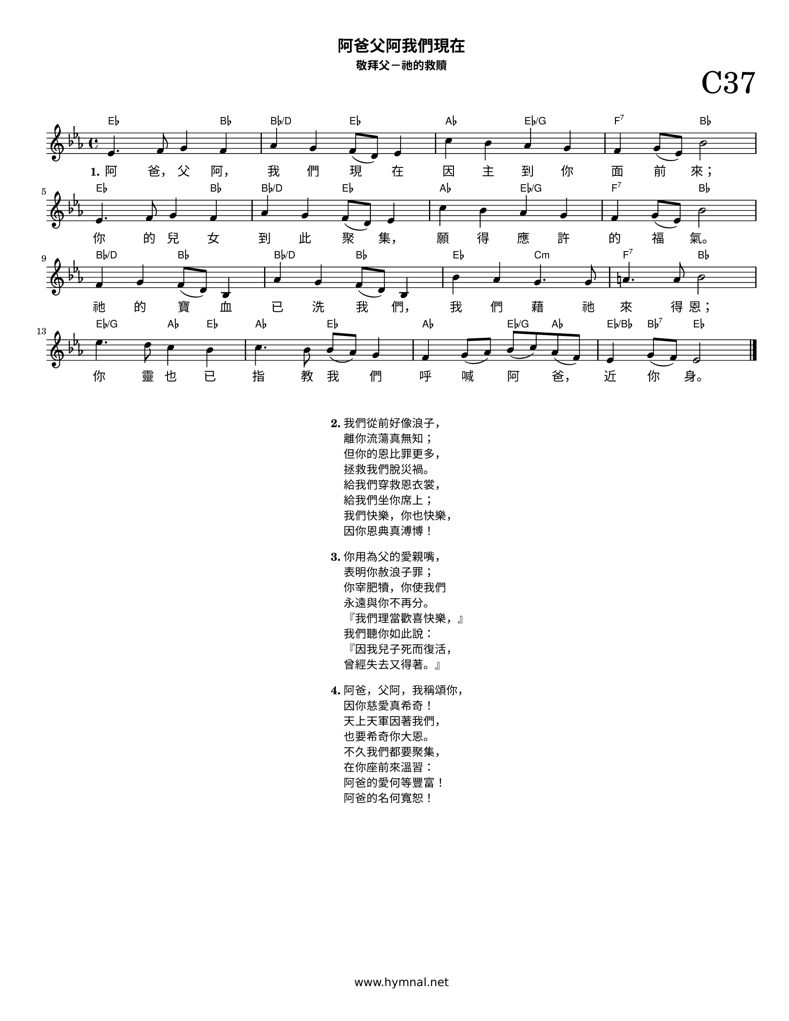 阿爸父阿我們現在
敬拜父－祂的救贖
C37
E♭ B♭ B♭/D E♭ A♭ E♭/G F7 B♭
1. 阿 爸， 父 阿， 我 們 現 在 因 主 到 你 面 前 來；
5 E♭ B♭ B♭/D E♭ A♭ E♭/G F7 B♭
你 的 兒 女 到 此 聚 集， 願 得 應 許 的 福 氣。
9 B♭/D B♭ B♭/D B♭ E♭ Cm F7 B♭
祂 的 寶 血 已 洗 我 們， 我 們 藉 祂 來 得 恩；
13 E♭/G A♭ E♭ A♭ E♭ A♭ E♭/G A♭ E♭/B♭ B♭7 E♭
你 靈 也 已 指 教 我 們 呼 喊 阿 爸， 近 你 身。
2. 我們從前好像浪子，
離你流蕩真無知；
但你的恩比罪更多，
拯救我們脫災禍。
給我們穿救恩衣裳，
給我們坐你席上；
我們快樂，你也快樂，
因你恩典真溥博！
3. 你用為父的愛親嘴，
表明你赦浪子罪；
你宰肥犢，你使我們
永遠與你不再分。
『我們理當歡喜快樂，』
我們聽你如此說：
『因我兒子死而復活，
曾經失去又得著。』
4. 阿爸，父阿，我稱頌你，
因你慈愛真希奇！
天上天軍因著我們，
也要希奇你大恩。
不久我們都要聚集，
在你座前來溫習：
阿爸的愛何等豐富！
阿爸的名何寬恕！
www.hymnal.net